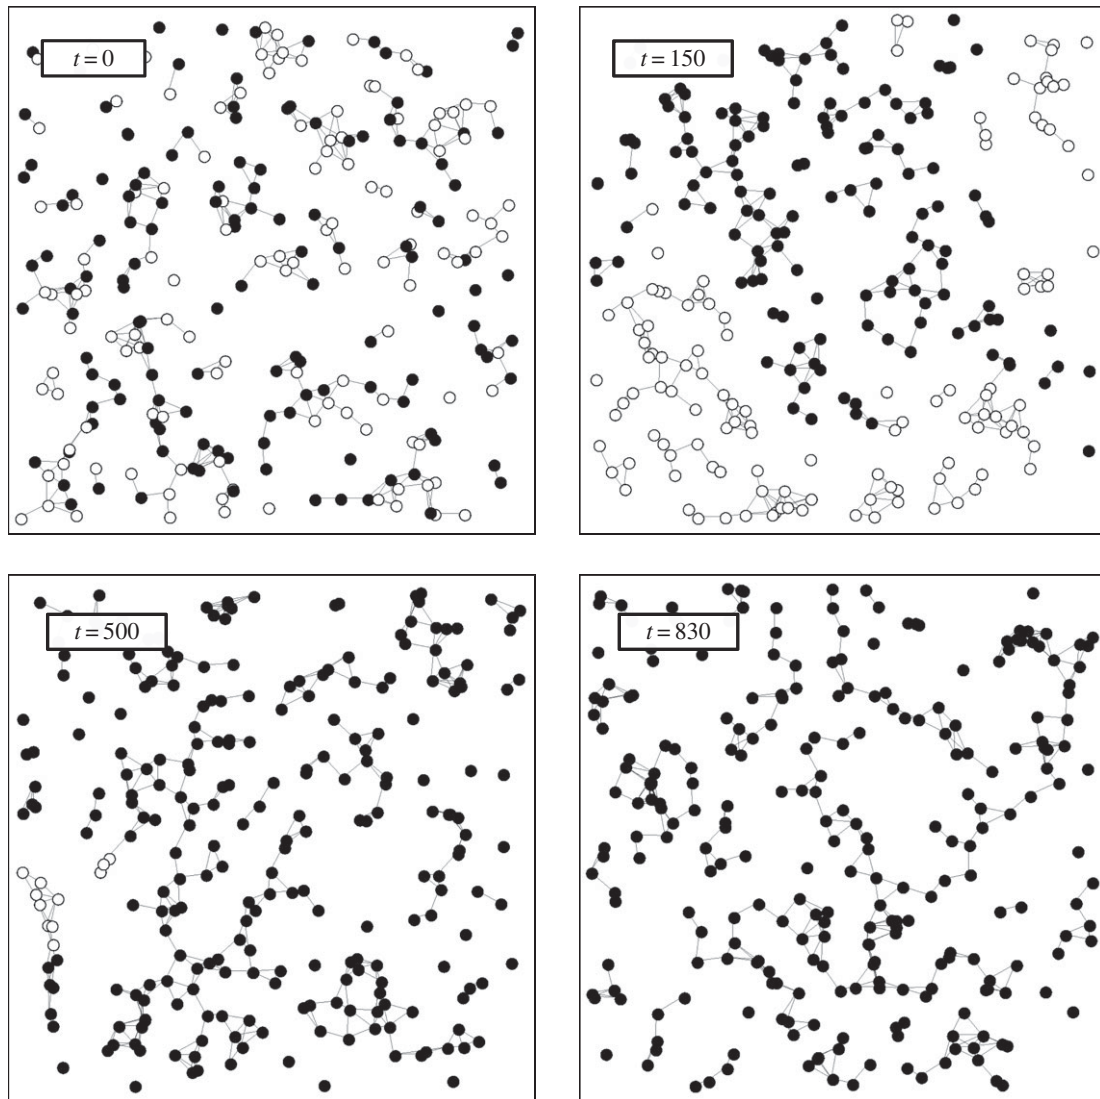 t = 0
t = 150
t = 500
t = 830